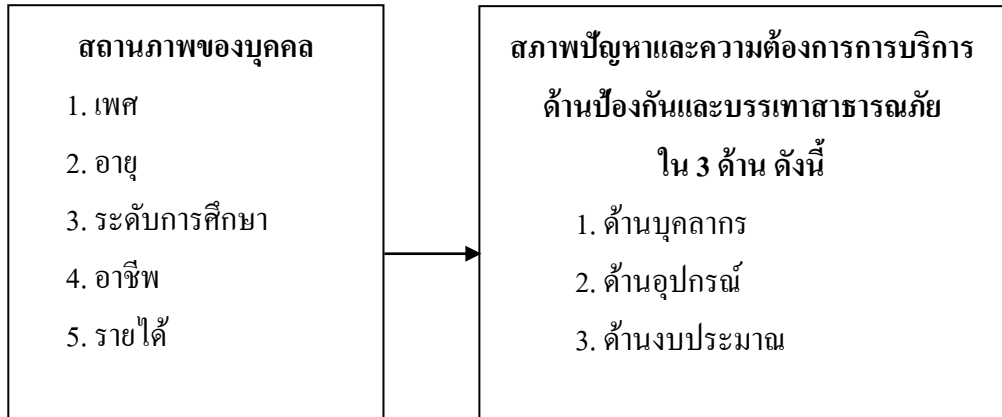 สถานภาพของบุคคล
1. เพศ
2. อายุ
3. ระดับการศึกษา
4. อาชีพ
5. รายได้
สภาพปัญหาและความต้องการการบริการ
ด้านป้องกันและบรรเทาสาธารณภัย
ใน 3 ด้าน ดังนี้
1. ด้านบุคลากร
2. ด้านอุปกรณ์
3. ด้านงบประมาณ